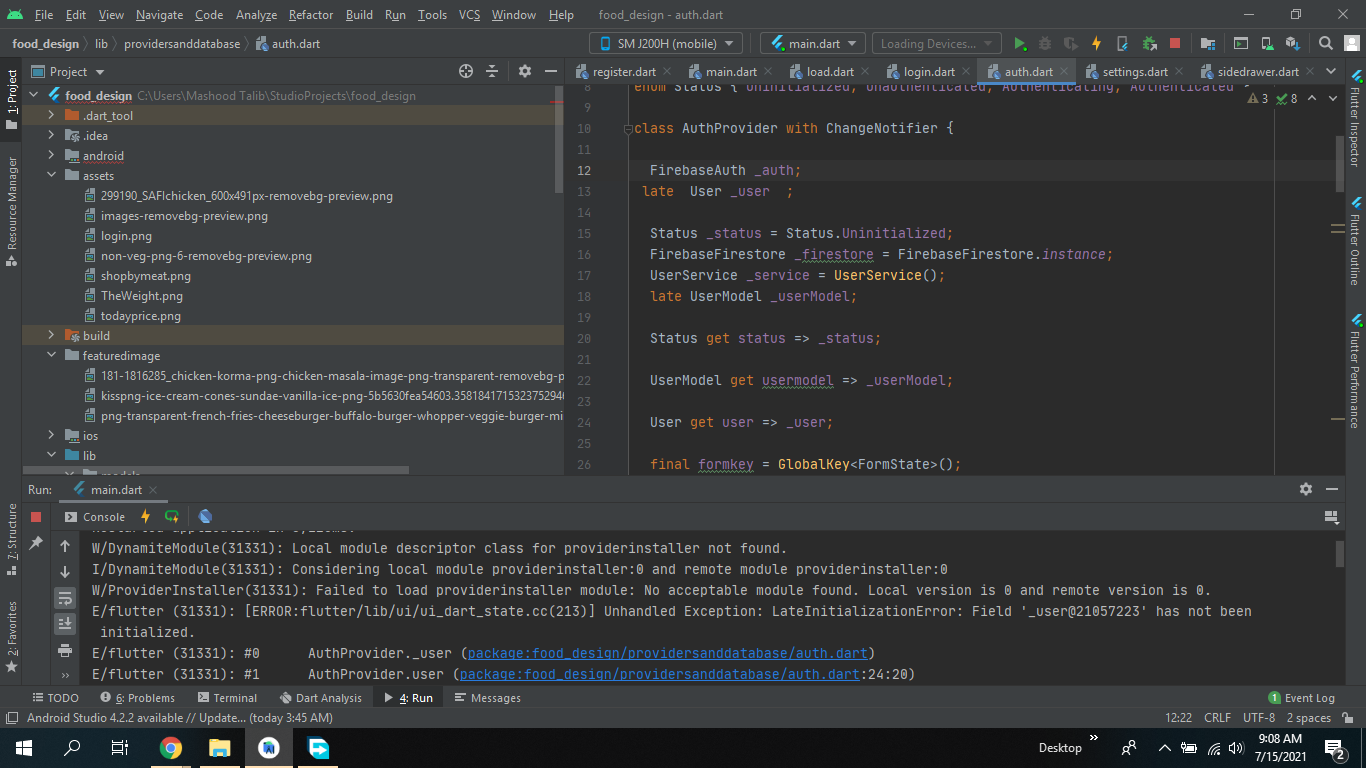 File Edit View Navigate Code Analyze Refactor Build Run Tools VCS Window Help food_design - auth.dart
food_design lib providersanddatabase auth.dart SM J200H (mobile) main.dart Loading Devices...
Project register.dart main.dart load.dart login.dart auth.dart settings.dart sidedrawer.dart
1: Project
Resource Manager
7: Structure
2: Favorites
food_design C:\Users\Mashood Talib\StudioProjects\food_design
.dart_tool
.idea
android
assets
299190_SAFIchicken_600x491px-removebg-preview.png
images-removebg-preview.png
login.png
non-veg-png-6-removebg-preview.png
shopbymeat.png
TheWeight.png
todayprice.png
build
featuredimage
181-1816285_chicken-korma-png-chicken-masala-image-png-transparent-removebg-p
kisspng-ice-cream-cones-sundae-vanilla-ice-png-5b5630fea54603.3581841715323752946
png-transparent-french-fries-cheeseburger-buffalo-burger-whopper-veggie-burger-mi
ios
lib
models
8 enum Status { Uninitialized, Unauthenticated, Authenticating, Authenticated
3 8
9
10 class AuthProvider with ChangeNotifier {
11
12 FirebaseAuth _auth;
13 late User _user ;
14
15 Status _status = Status.Uninitialized;
16 FirebaseFirestore _firestore = FirebaseFirestore.instance;
17 UserService _service = UserService();
18 late UserModel _userModel;
19
20 Status get status => _status;
21
22 UserModel get usermodel => _userModel;
23
24 User get user => _user;
25
26 final formkey = GlobalKey<FormState>();
Flutter Inspector
Flutter Outline
Flutter Performance
Run: main.dart
Console
W/DynamiteModule(31331): Local module descriptor class for providerinstaller not found.
I/DynamiteModule(31331): Considering local module providerinstaller:0 and remote module providerinstaller:0
W/ProviderInstaller(31331): Failed to load providerinstaller module: No acceptable module found. Local version is 0 and remote version is 0.
E/flutter (31331): [ERROR:flutter/lib/ui/ui_dart_state.cc(213)] Unhandled Exception: LateInitializationError: Field '_user@21057223' has not been
initialized.
E/flutter (31331): #0 AuthProvider._user (package:food_design/providersanddatabase/auth.dart)
E/flutter (31331): #1 AuthProvider.user (package:food_design/providersanddatabase/auth.dart:24:20)
TODO 6: Problems Terminal Dart Analysis 4: Run Messages 1 Event Log
Android Studio 4.2.2 available // Update... (today 3:45 AM) 12:22 CRLF UTF-8 2 spaces
Desktop 9:08 AM
7/15/2021 2